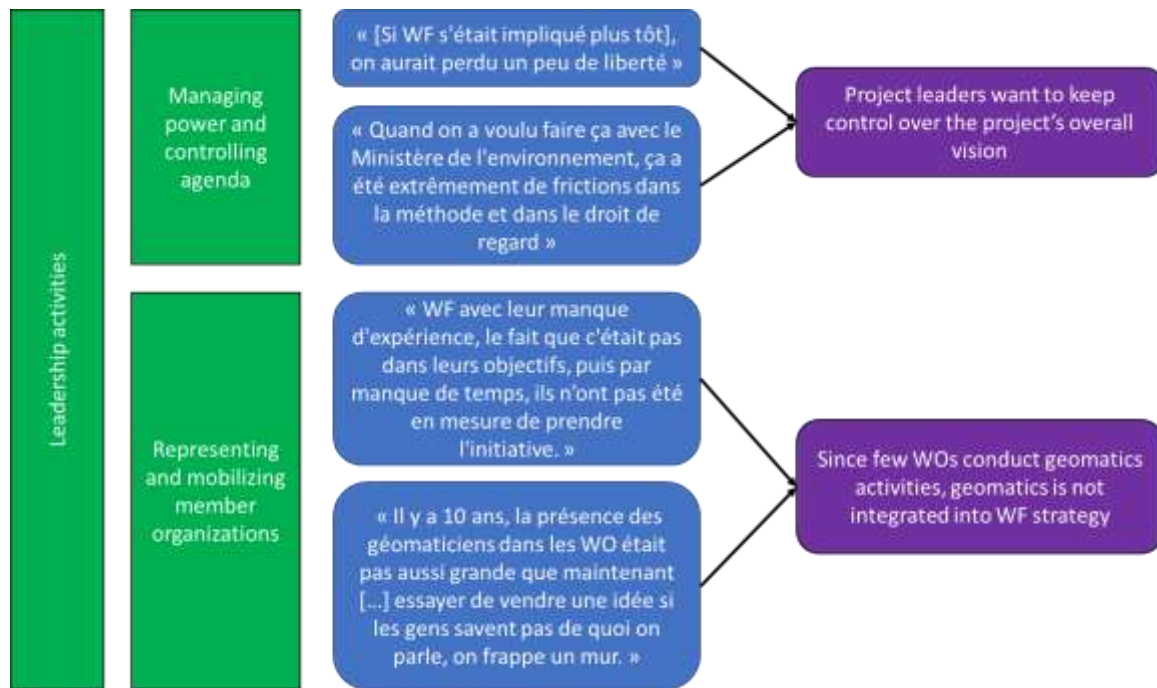 Leadership activities
Managing
power and
controlling
agenda
« [Si WF s'était impliqué plus tôt],
on aurait perdu un peu de liberté »
« Quand on a voulu faire ça avec le
Ministère de l'environnement, ça a
été extrêmement de frictions dans
la méthode et dans le droit de
regard »
Project leaders want to keep
control over the project's overall
vision
Representing
and mobilizing
member
organizations
« WF avec leur manque
d'expérience, le fait que c'était pas
dans leurs objectifs, puis par
manque de temps, ils n'ont pas été
en mesure de prendre
l'initiative. »
« Il y a 10 ans, la présence des
géomaticiens dans les WO était
pas aussi grande que maintenant
[...] essayer de vendre une idée si
les gens savent pas de quoi on
parle, on frappe un mur. »
Since few WOs conduct geomatics
activities, geomatics is not
integrated into WF strategy